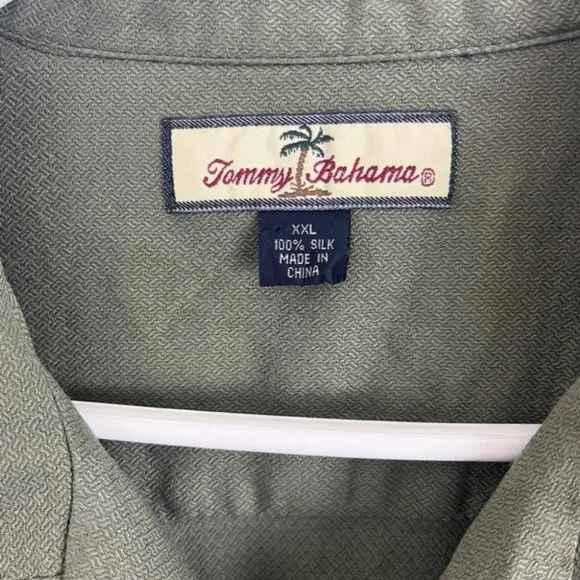 Tommy Bahama®
XXL
100% SILK
MADE IN
CHINA